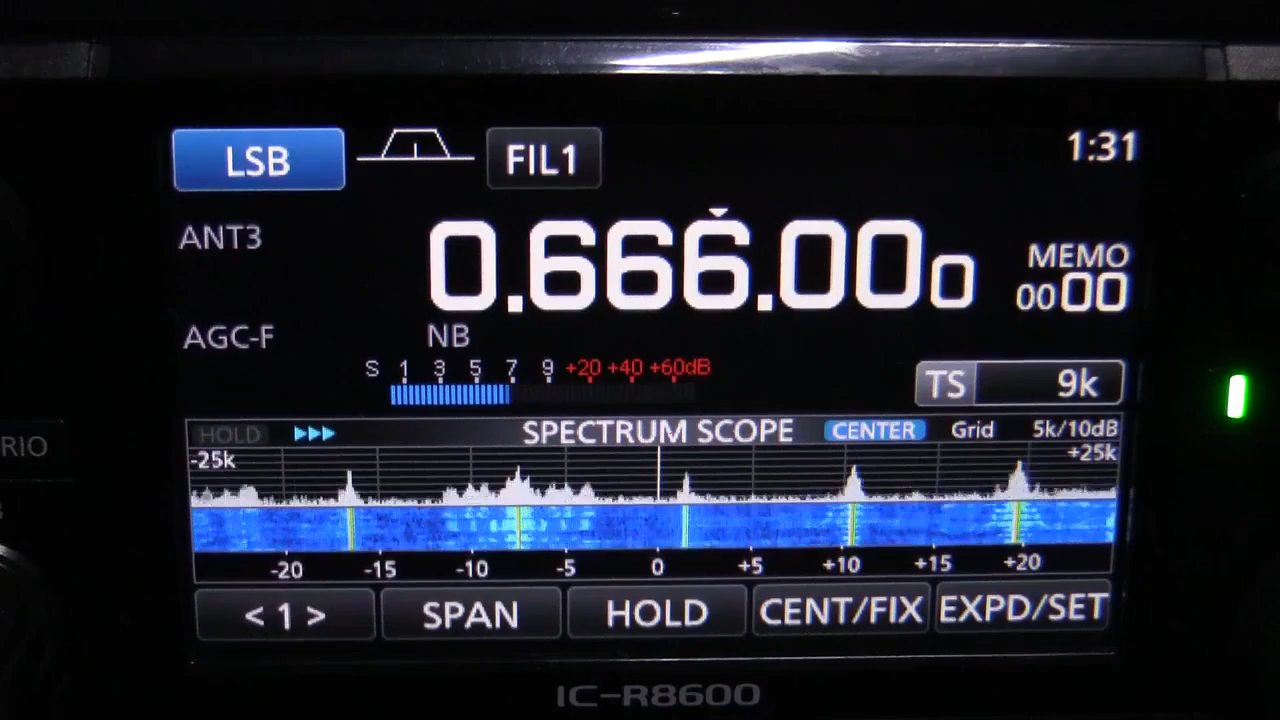 LSB FIL1 1:31
ANT3 0.666.000 MEMO
0000
AGC-F NB
S 1 3 5 7 9 +20 +40 +60dB
TS 9k
RIO
HOLD SPECTRUM SCOPE CENTER Grid 5k/10dB
-25k +25k
-20 -15 -10 -5 0 +5 +10 +15 +20
< 1 > SPAN HOLD CENT/FIX EXPD/SET
IC-R8600